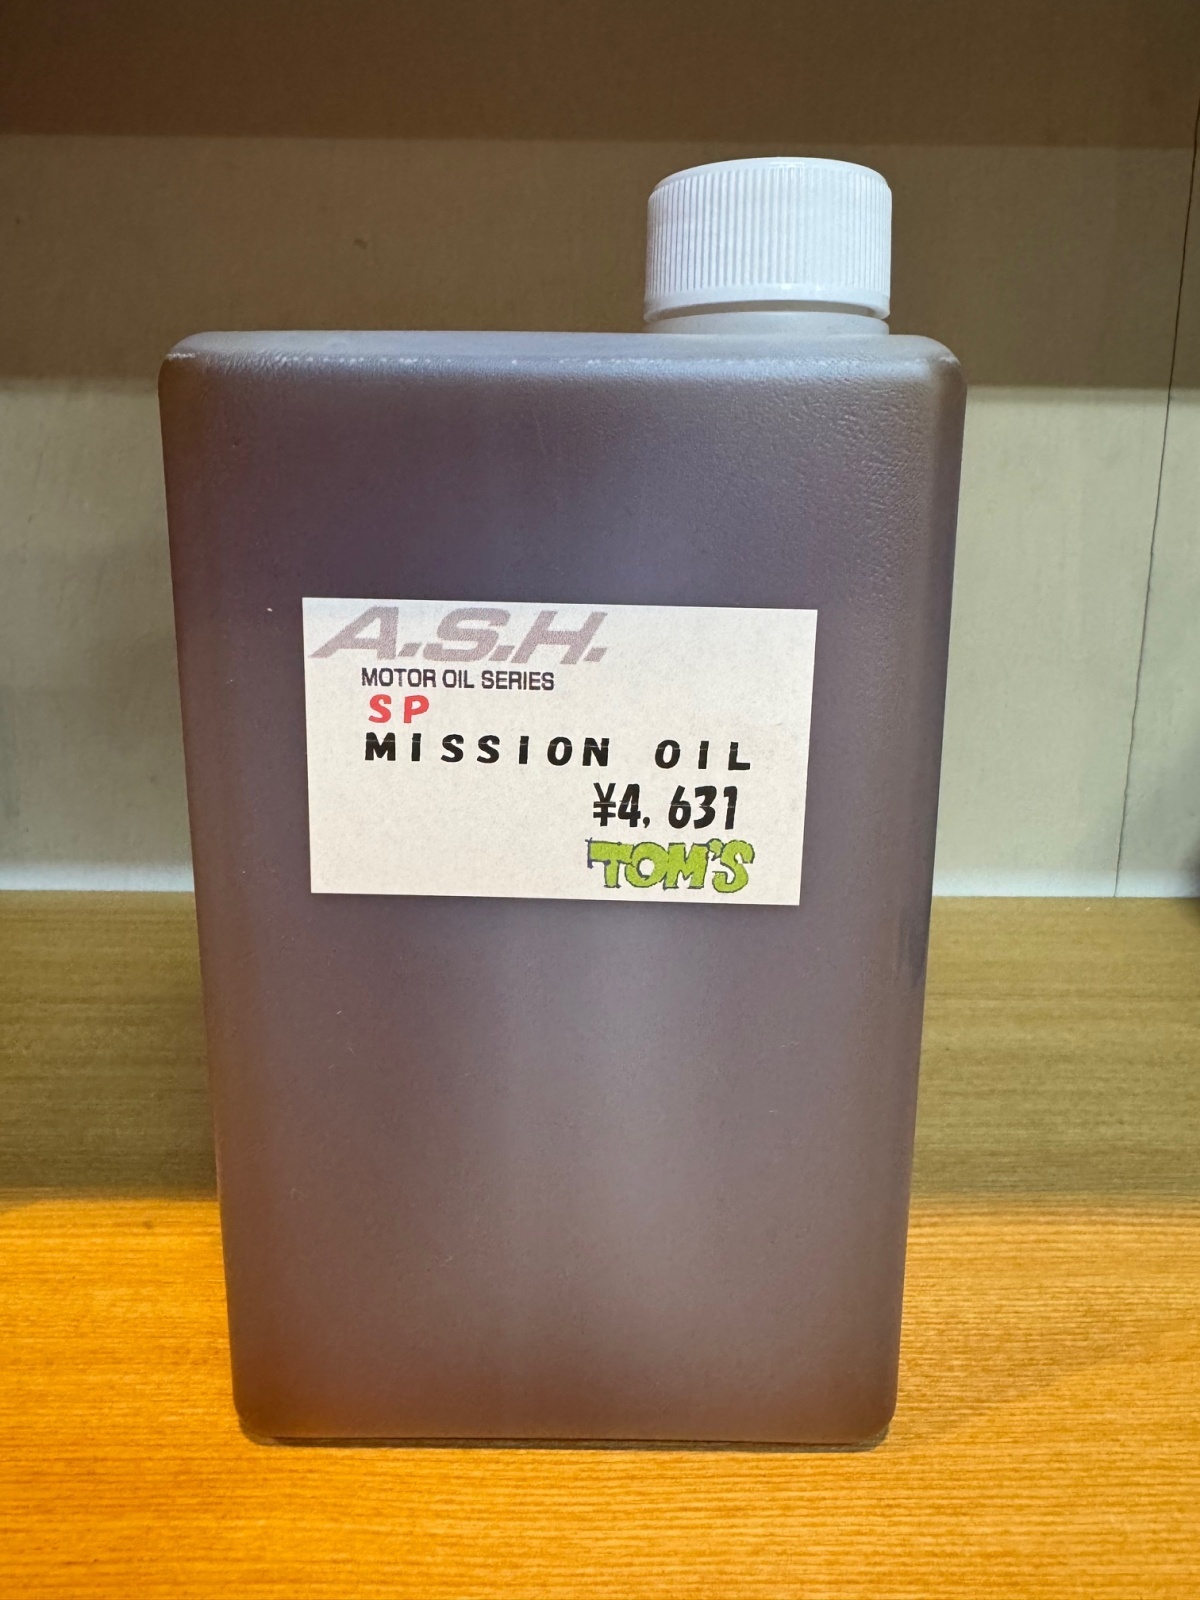 A.S.H.
MOTOR OIL SERIES
SP
MISSION OIL
¥4,631
TOM'S